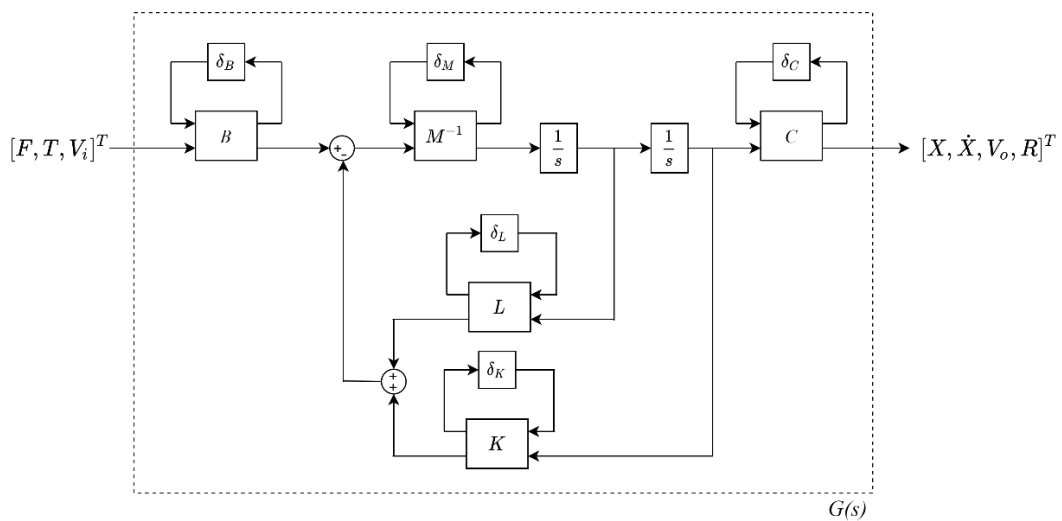 δ_B
δ_M
δ_C
[F, T, V_i]^T
B
+
-
M^{-1}
1/s
1/s
C
[X, Ẋ, V_o, R]^T
δ_L
L
δ_K
+
+
K
G(s)